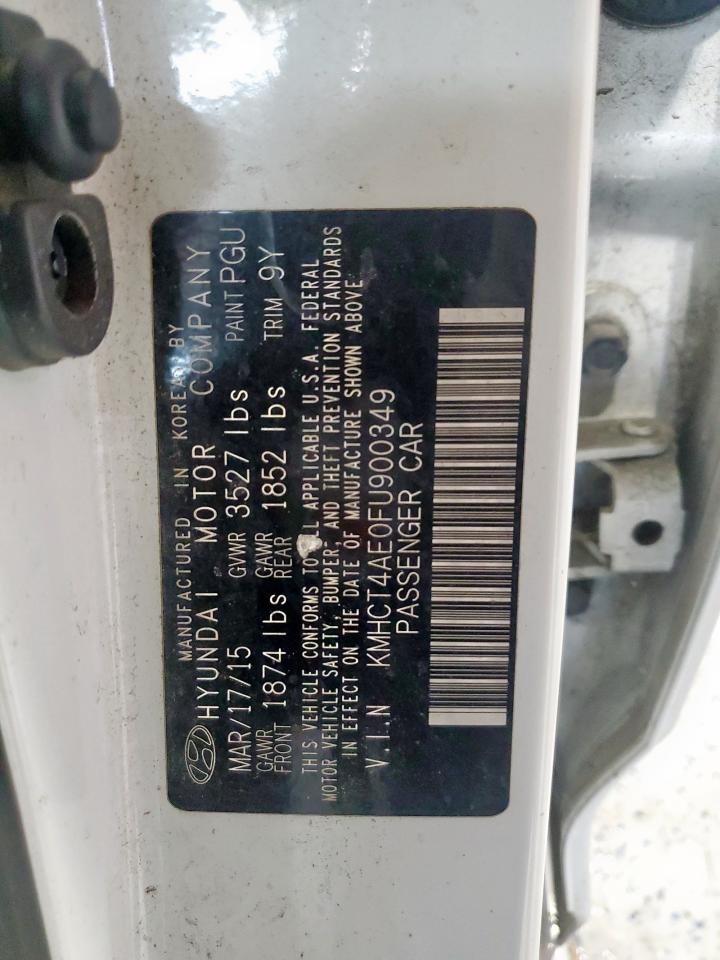 MANUFACTURED IN KOREA BY
HYUNDAI MOTOR COMPANY
MAR/17/15 GVWR 3527 lbs PAINT PGU
GAWR FRONT 1874 lbs GAWR REAR 1852 lbs TRIM 9Y
THIS VEHICLE CONFORMS TO ALL APPLICABLE U.S.A. FEDERAL
MOTOR VEHICLE SAFETY, BUMPER, AND THEFT PREVENTION STANDARDS
IN EFFECT ON THE DATE OF MANUFACTURE SHOWN ABOVE
V.I.N KMHCT4AE0FU900349
PASSENGER CAR